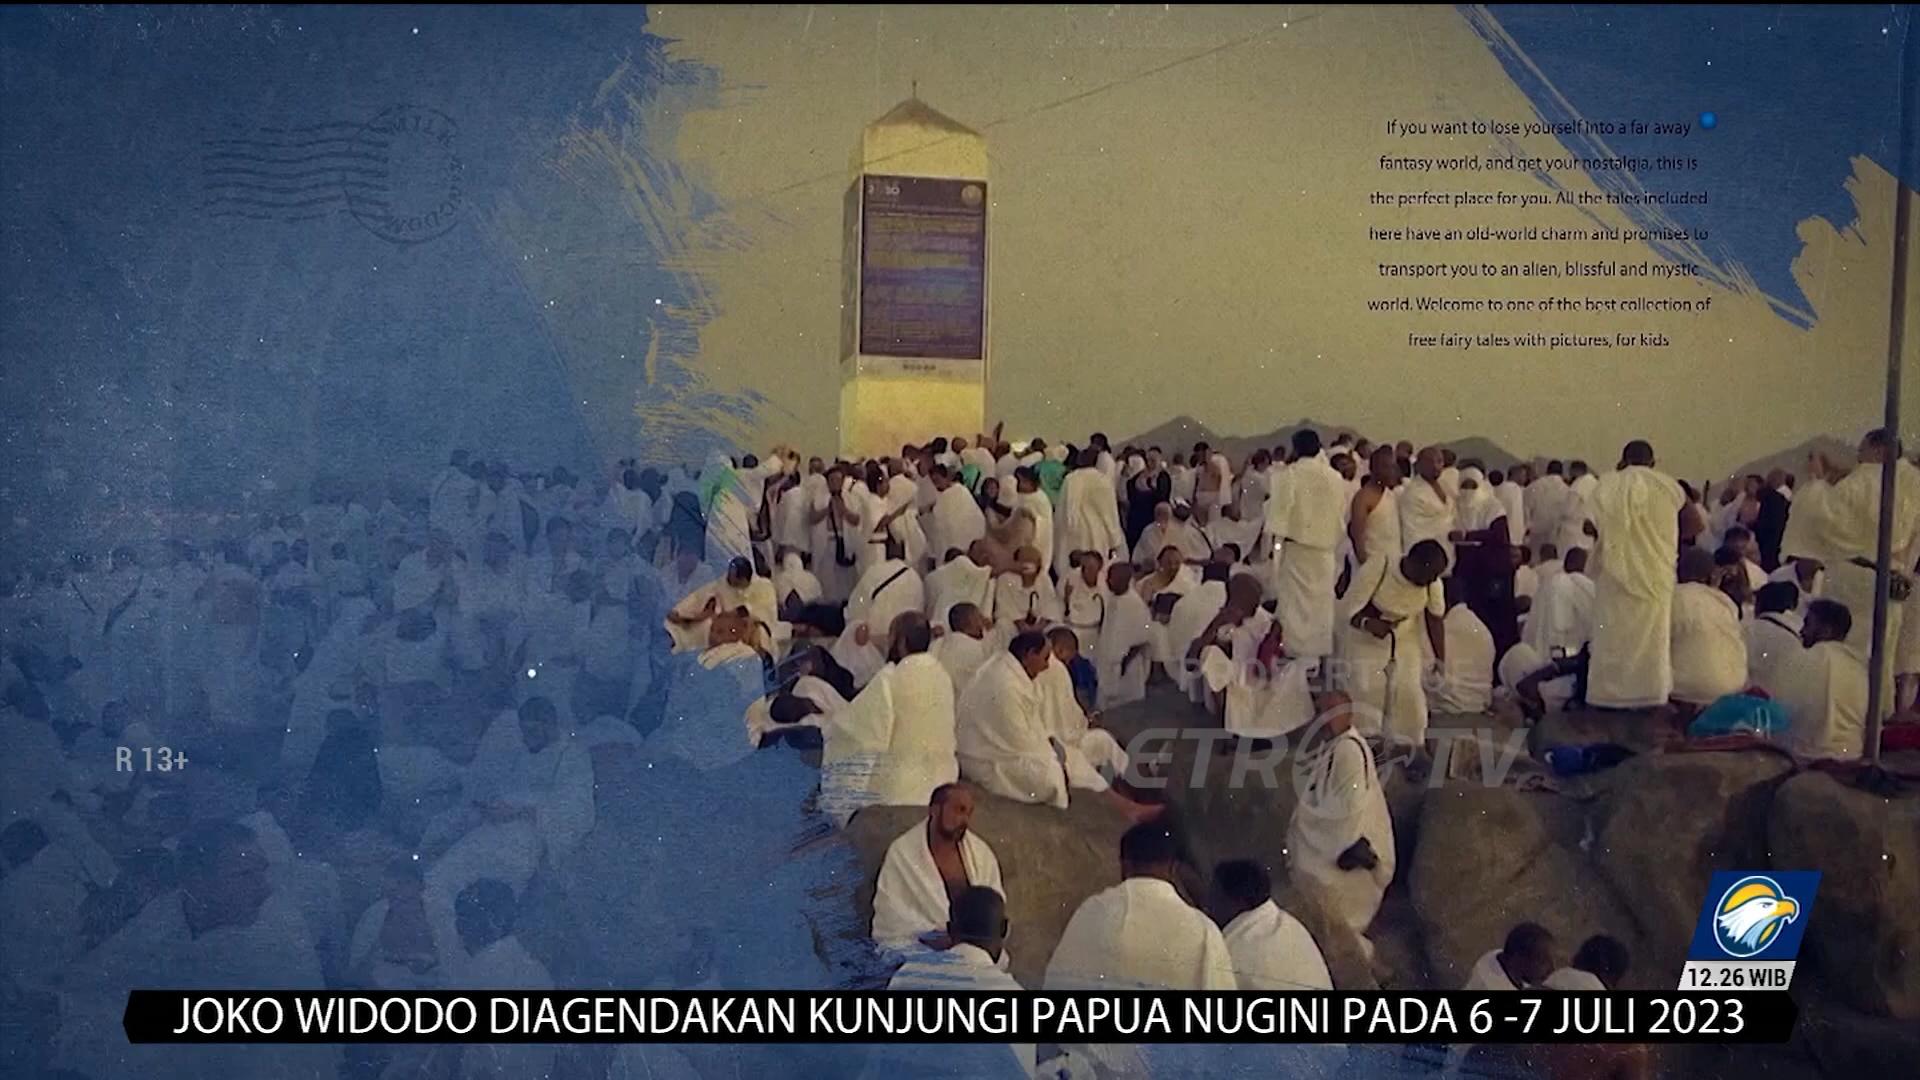 If you want to lose yourself into a far away
fantasy world, and get your nostalgia, this is
the perfect place for you. All the tales included
here have an old-world charm and promises to
transport you to an alien, blissful and mystic
world. Welcome to one of the best collection of
free fairy tales with pictures, for kids
PROPERTY OF
METRO TV
R 13+
12.26 WIB
JOKO WIDODO DIAGENDAKAN KUNJUNGI PAPUA NUGINI PADA 6 -7 JULI 2023